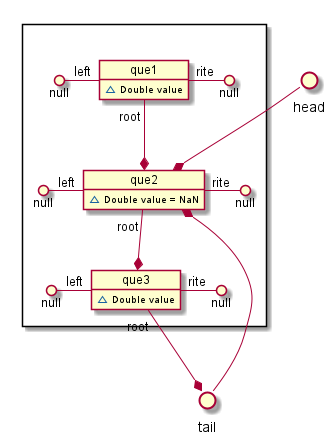 que1
left
rite
null
Double value
null
root
head
que2
left
rite
null
Double value = NaN
null
root
que3
left
rite
null
Double value
null
root
tail